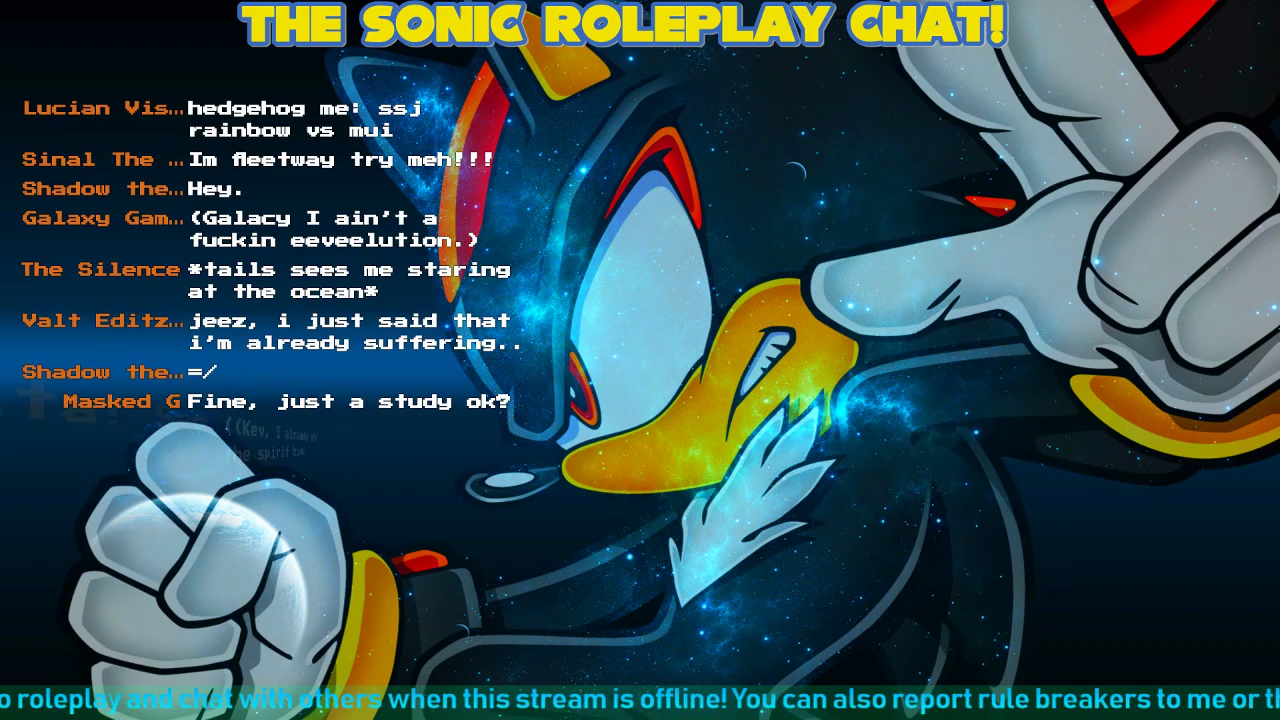 THE SONIC ROLEPLAY CHAT!
Lucian Vis... hedgehog me: ssj
rainbow vs mui
Sinal The ... Im fleetway try meh!!!
Shadow the... Hey.
Galaxy Gam... (Galacy I ain't a
fuckin eeveelution.)
The Silence *tails sees me staring
at the ocean*
Valt Editz... jeez, i just said that
i'm already suffering..
Shadow the... =/
Masked G Fine, just a study ok?
((Kev, I
the spirit
o roleplay and chat with others when this stream is offline! You can also report rule breakers to me or th